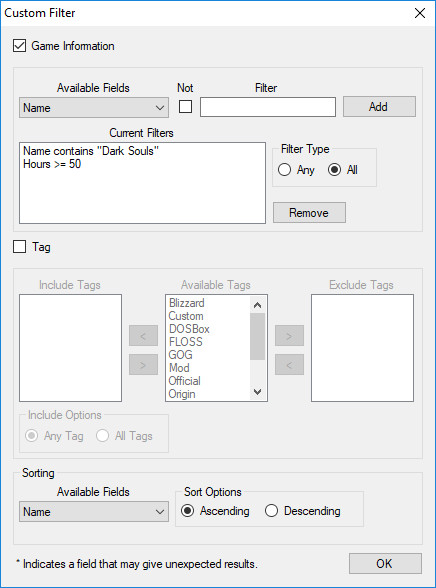 Custom Filter
Game Information
Available Fields Not Filter
Name Add
Current Filters
Name contains "Dark Souls"
Hours >= 50
Filter Type
Any All
Remove
Tag
Include Tags Available Tags Exclude Tags
Blizzard
Custom
DOSBox
FLOSS
GOG
Mod
Official
Origin
< >
> <
Include Options
Any Tag All Tags
Sorting
Available Fields
Name
Sort Options
Ascending Descending
* Indicates a field that may give unexpected results.
OK